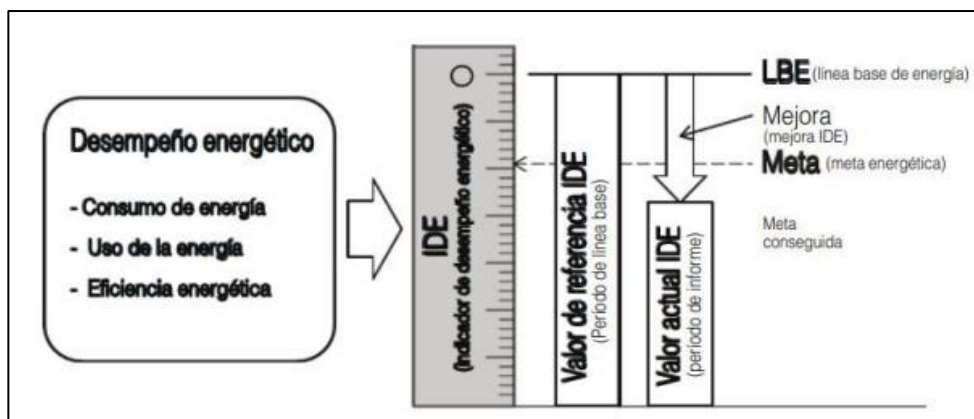 Desempeño energético
- Consumo de energía
- Uso de la energía
- Eficiencia energética
IDE
(indicador de desempeño energético)
Valor de referencia IDE
(Período de línea base)
Valor actual IDE
(período de informe)
LBE (línea base de energía)
Mejora
(mejora IDE)
Meta (meta energética)
Meta
conseguida